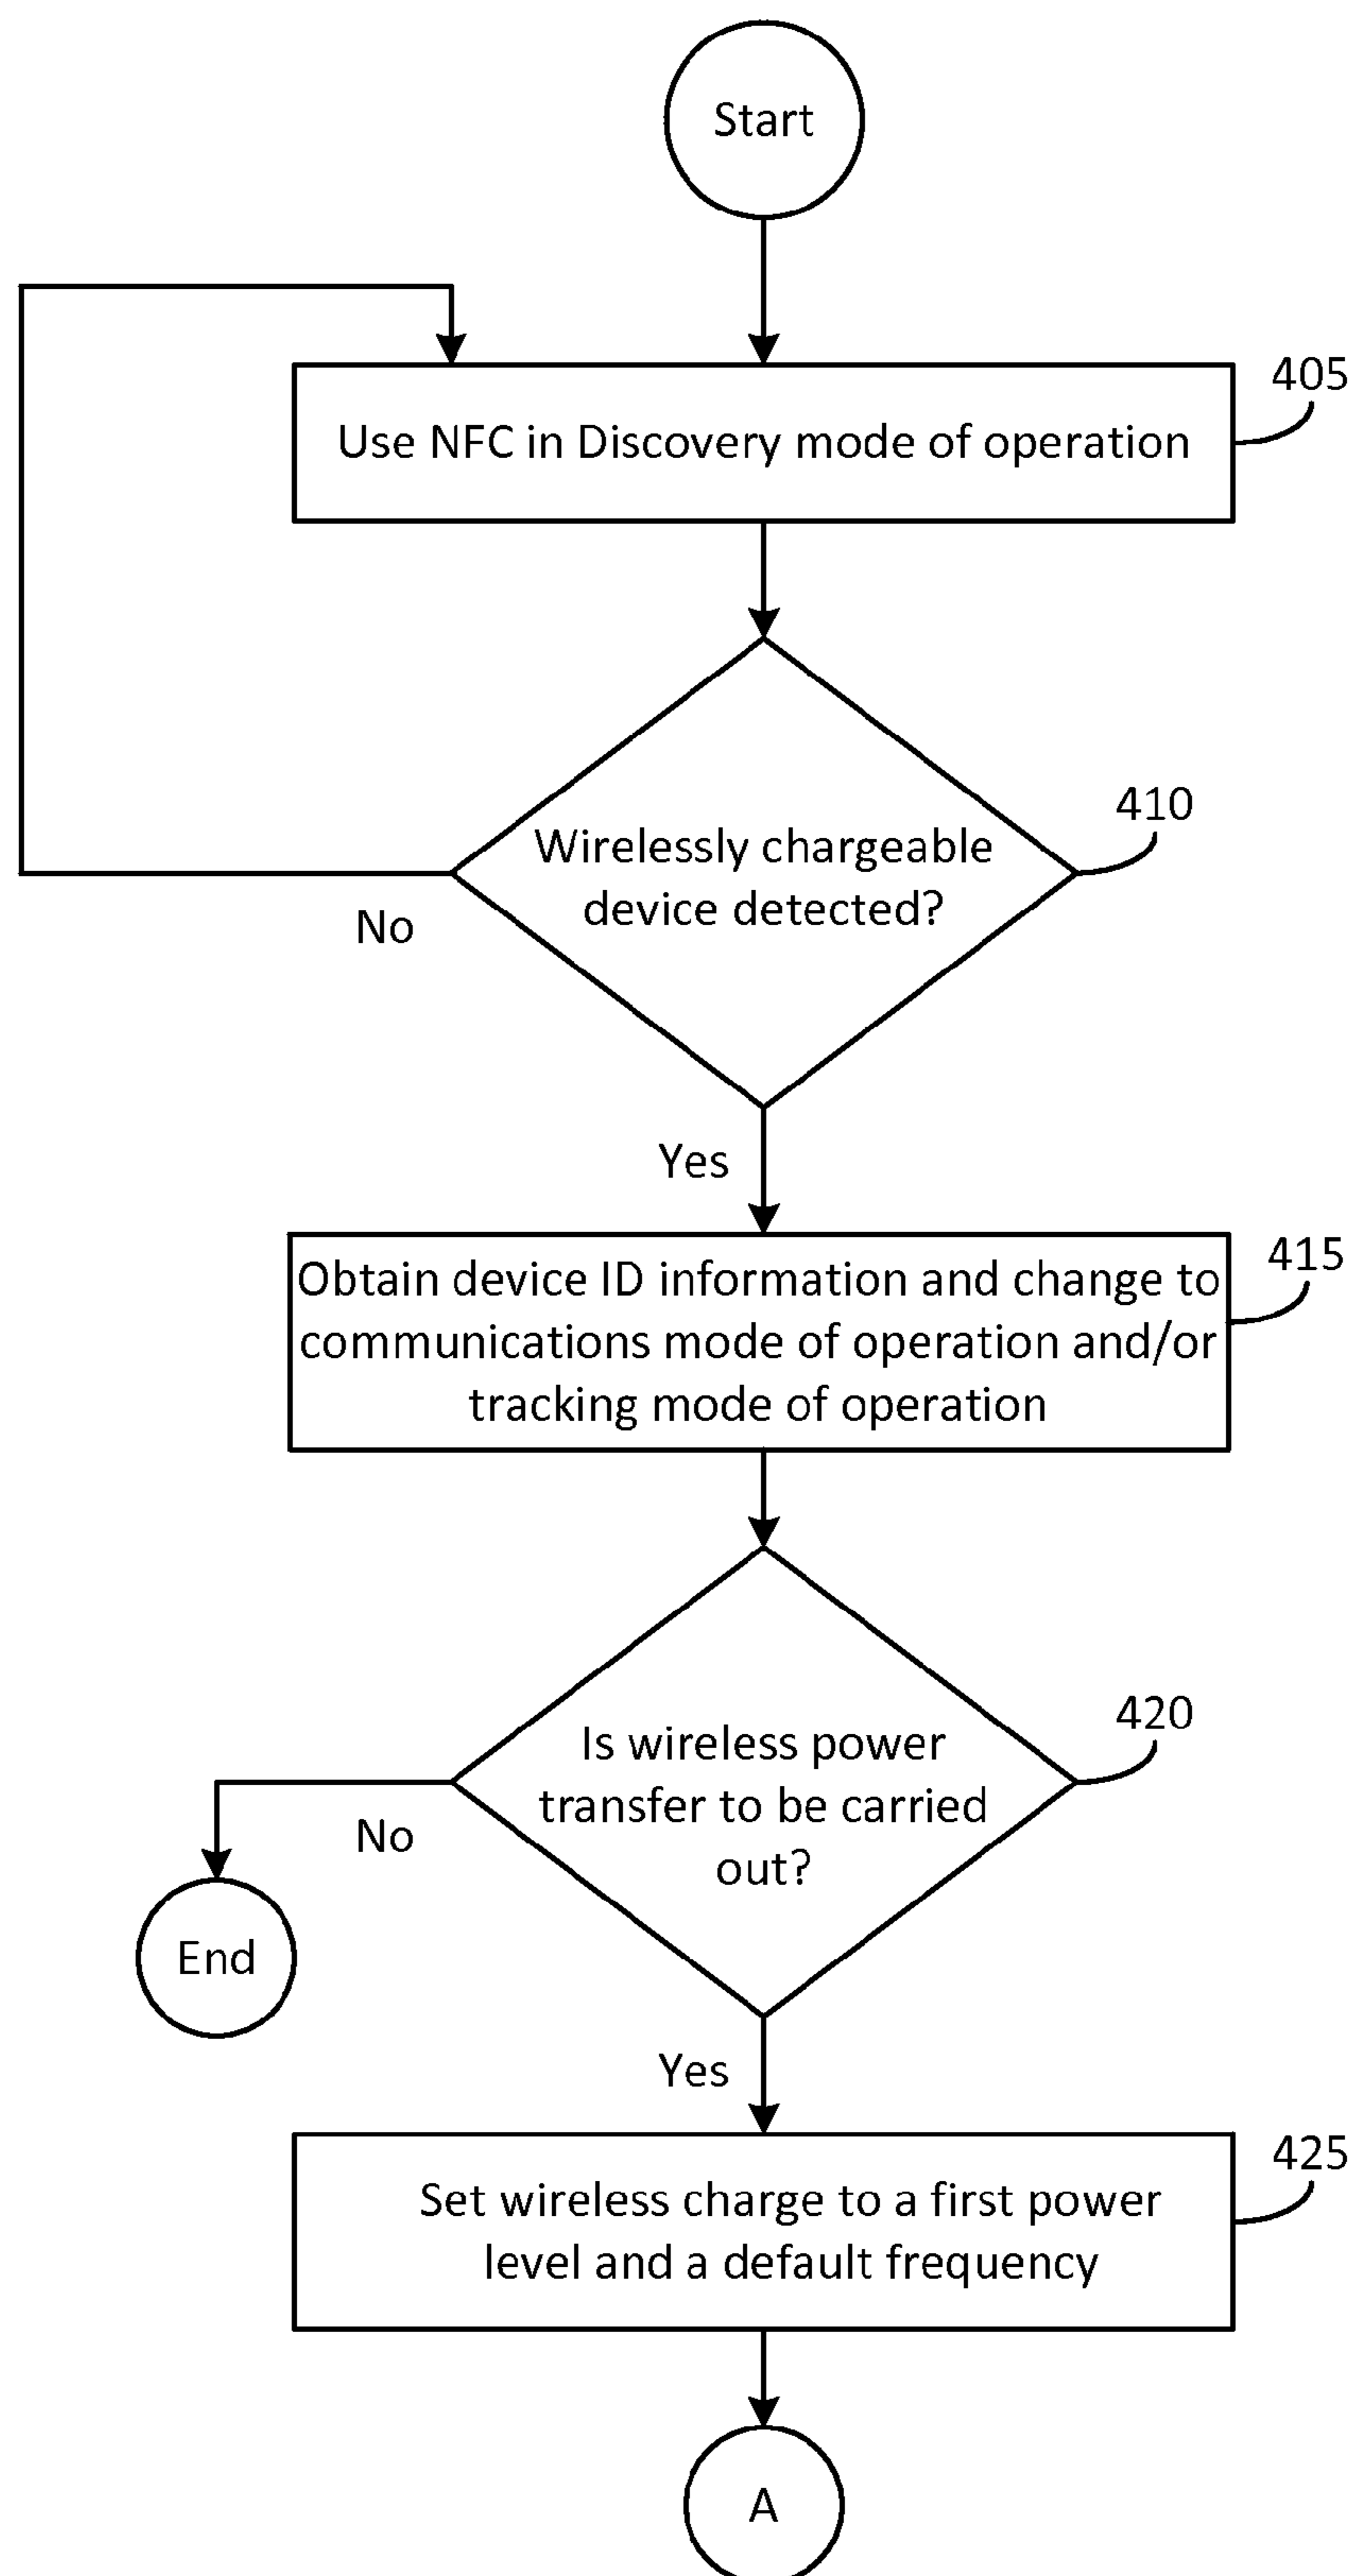 Start
405
Use NFC in Discovery mode of operation
410
Wirelessly chargeable
device detected?
No
Yes
415
Obtain device ID information and change to
communications mode of operation and/or
tracking mode of operation
420
Is wireless power
transfer to be carried
out?
No
End
Yes
425
Set wireless charge to a first power
level and a default frequency
A